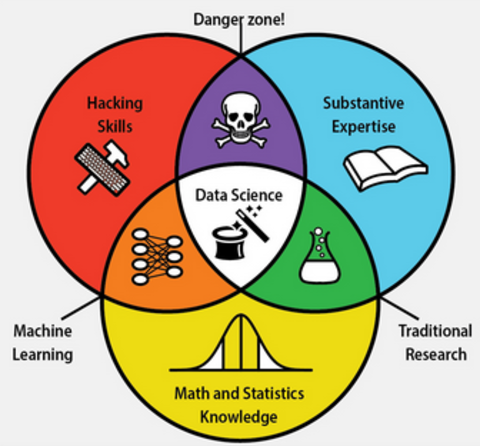 Danger zone!
Hacking
Skills
Substantive
Expertise
Data Science
Machine
Learning
Traditional
Research
Math and Statistics
Knowledge